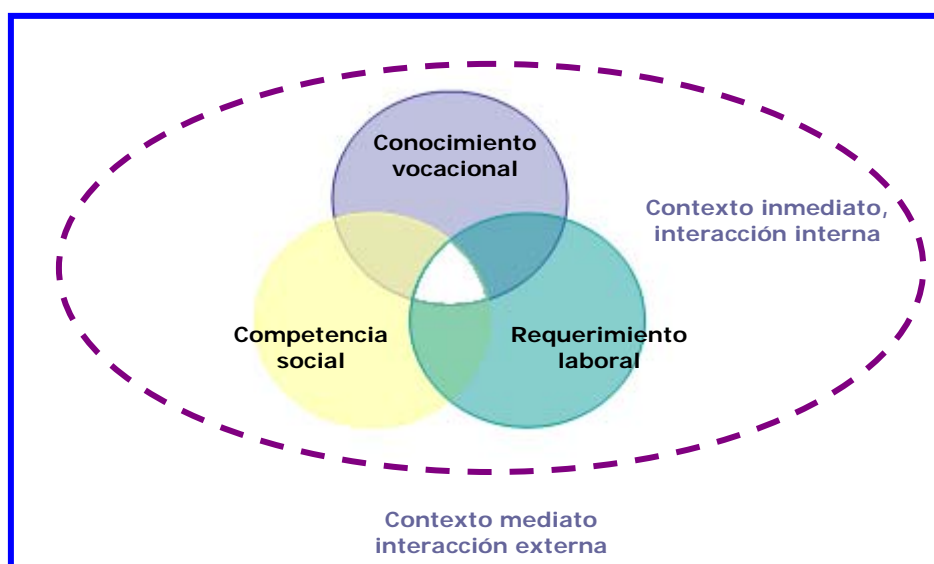 Conocimiento
vocacional
Contexto inmediato,
interacción interna
Competencia
social
Requerimiento
laboral
Contexto mediato
interacción externa